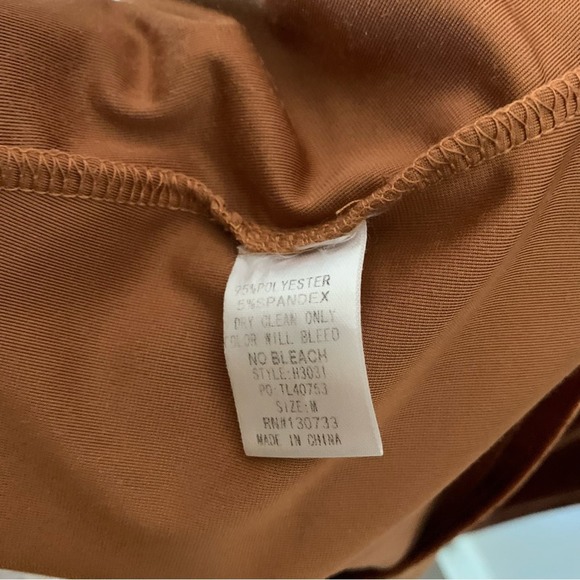 95%POLYESTER
5%SPANDEX
DRY CLEAN ONLY
COLOR WILL BLEED
NO BLEACH
STYLE:H3031
PO:TL40753
SIZE:M
RN#130733
MADE IN CHINA